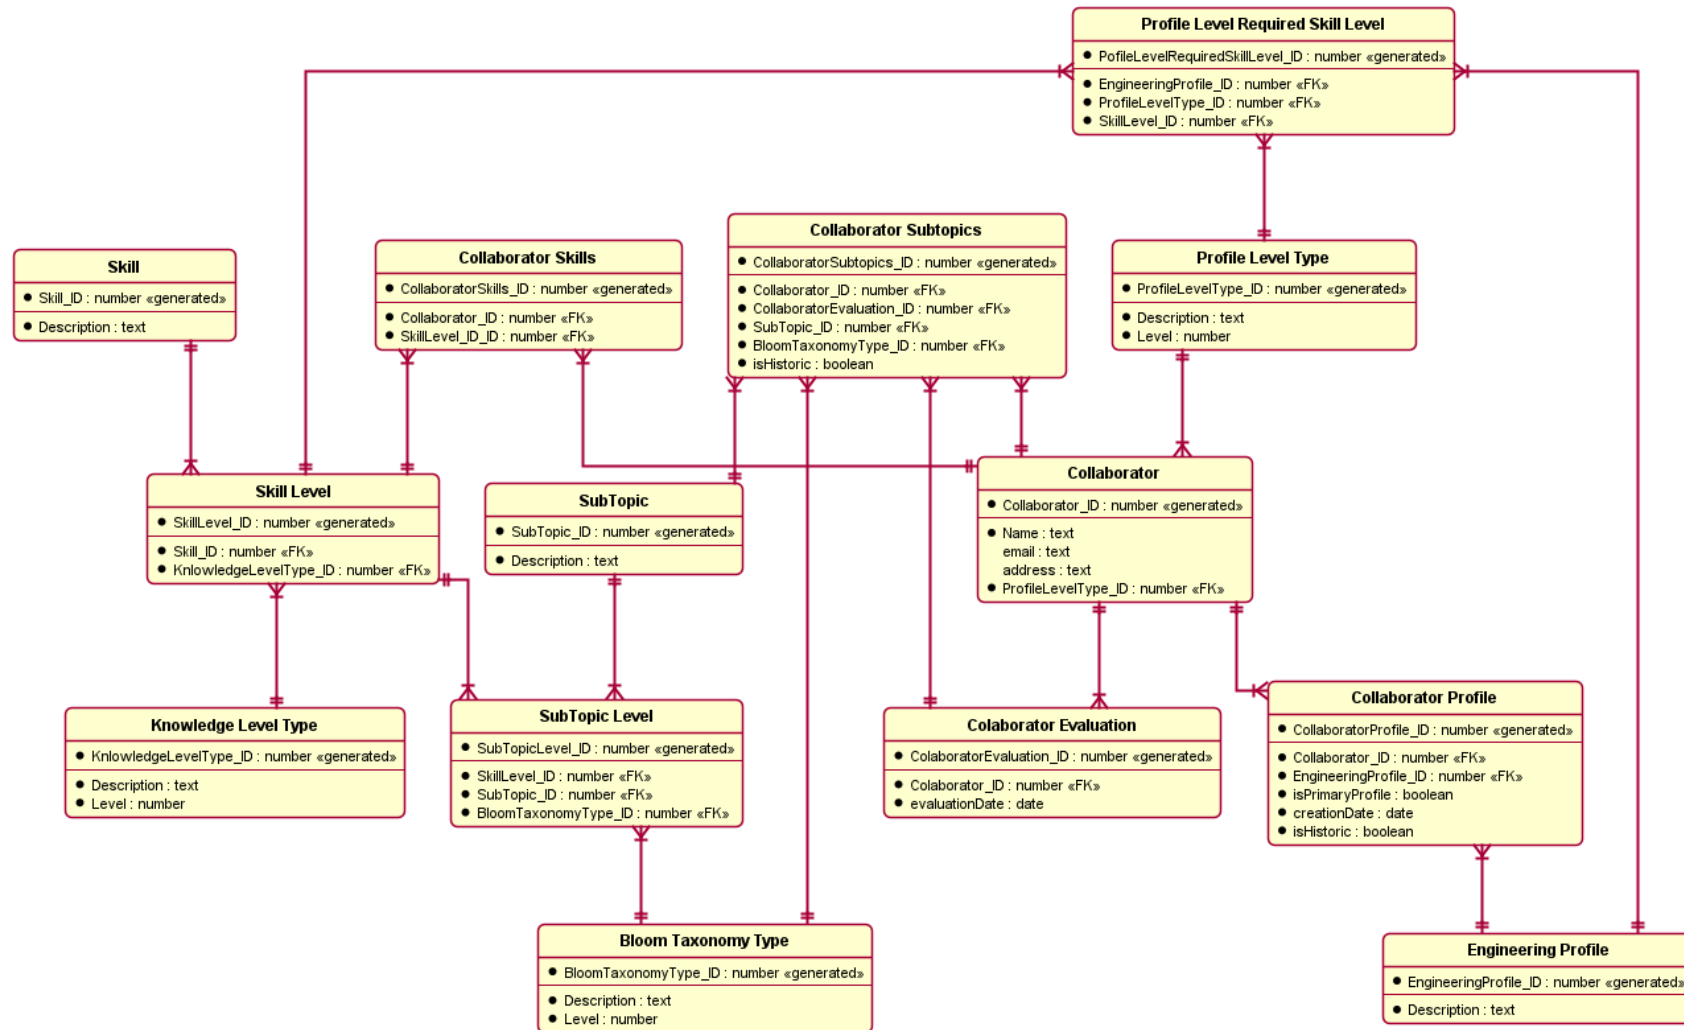 Profile Level Required Skill Level
PofileLevelRequiredSkillLevel_ID : number «generated»
EngineeringProfile_ID : number «FK»
ProfileLevelType_ID : number «FK»
SkillLevel_ID : number «FK»
Skill
Skill_ID : number «generated»
Description : text
Collaborator Skills
CollaboratorSkills_ID : number «generated»
Collaborator_ID : number «FK»
SkillLevel_ID_ID : number «FK»
Collaborator Subtopics
CollaboratorSubtopics_ID : number «generated»
Collaborator_ID : number «FK»
CollaboratorEvaluation_ID : number «FK»
SubTopic_ID : number «FK»
BloomTaxonomyType_ID : number «FK»
isHistoric : boolean
Profile Level Type
ProfileLevelType_ID : number «generated»
Description : text
Level : number
Skill Level
SkillLevel_ID : number «generated»
Skill_ID : number «FK»
KnlowledgeLevelType_ID : number «FK»
SubTopic
SubTopic_ID : number «generated»
Description : text
Collaborator
Collaborator_ID : number «generated»
Name : text
email : text
address : text
ProfileLevelType_ID : number «FK»
Knowledge Level Type
KnlowledgeLevelType_ID : number «generated»
Description : text
Level : number
SubTopic Level
SubTopicLevel_ID : number «generated»
SkillLevel_ID : number «FK»
SubTopic_ID : number «FK»
BloomTaxonomyType_ID : number «FK»
Colaborator Evaluation
ColaboratorEvaluation_ID : number «generated»
Colaborator_ID : number «FK»
evaluationDate : date
Collaborator Profile
CollaboratorProfile_ID : number «generated»
Collaborator_ID : number «FK»
EngineeringProfile_ID : number «FK»
isPrimaryProfile : boolean
creationDate : date
isHistoric : boolean
Bloom Taxonomy Type
BloomTaxonomyType_ID : number «generated»
Description : text
Level : number
Engineering Profile
EngineeringProfile_ID : number «generated»
Description : text